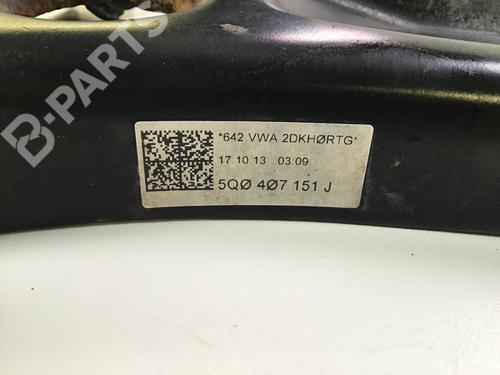 B-PARTS
*642 VWA 2DKHØRTG*
17 10 13 03 09
5QØ 4Ø7 151 J